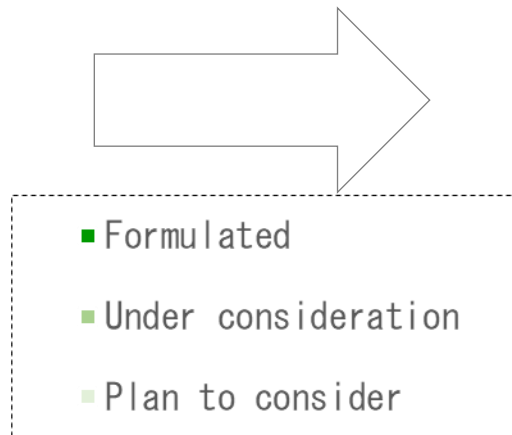 Formulated
Under consideration
Plan to consider